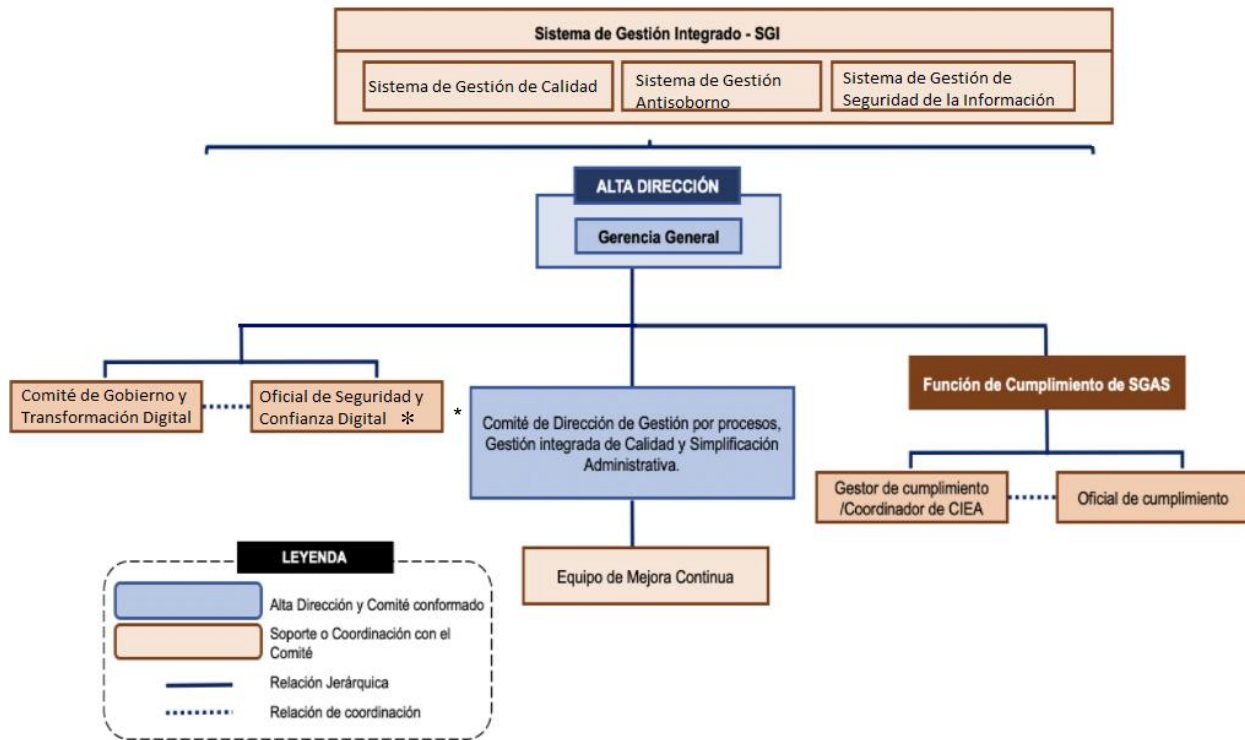 Sistema de Gestión Integrado - SGI
Sistema de Gestión de Calidad
Sistema de Gestión
Antisoborno
Sistema de Gestión de
Seguridad de la Información
ALTA DIRECCIÓN
Gerencia General
Comité de Gobierno y
Transformación Digital
Oficial de Seguridad y
Confianza Digital *
*
Comité de Dirección de Gestión por procesos,
Gestión integrada de Calidad y Simplificación
Administrativa.
Función de Cumplimiento de SGAS
Gestor de cumplimiento
/Coordinador de CIEA
Oficial de cumplimiento
Equipo de Mejora Continua
LEYENDA
Alta Dirección y Comité conformado
Soporte o Coordinación con el
Comité
Relación Jerárquica
Relación de coordinación